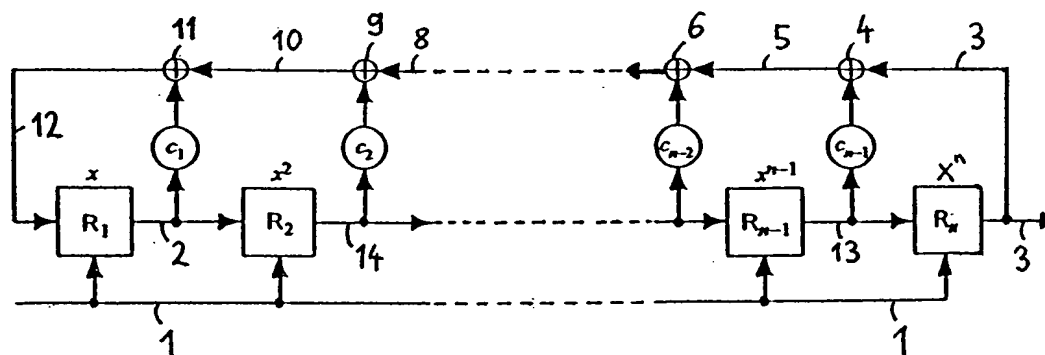 11 10 9 8 6 5 4 3
12 c₁ c₂ cₙ₋₂ cₙ₋₁
x x² xⁿ⁻¹ Xⁿ
R₁ R₂ Rₙ₋₁ Rₙ
2 14 13 3
1 1